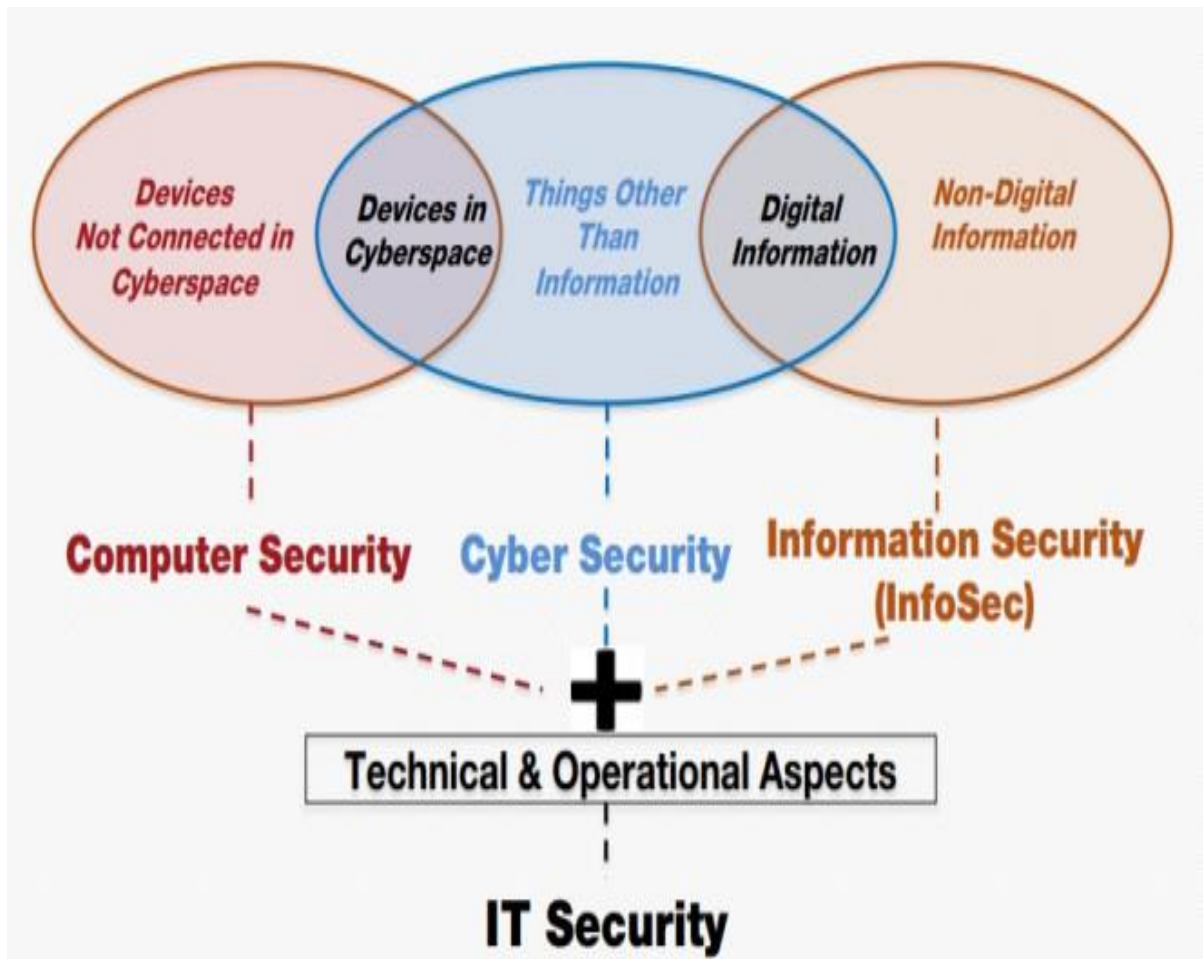 Devices
Not Connected in
Cyberspace
Devices in
Cyberspace
Things Other
Than
Information
Digital
Information
Non-Digital
Information
Computer Security
Cyber Security
Information Security
(InfoSec)
Technical & Operational Aspects
IT Security